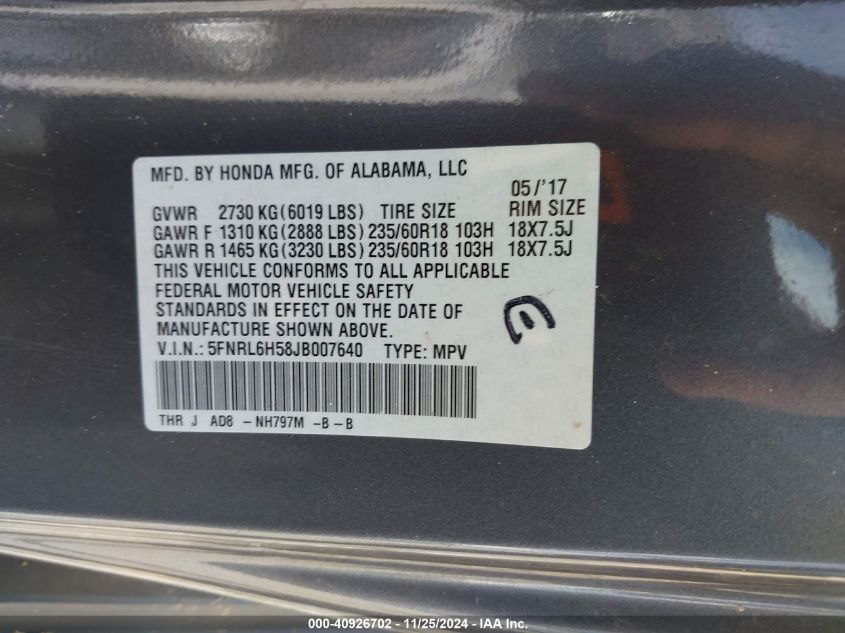 MFD. BY HONDA MFG. OF ALABAMA, LLC
05/'17
GVWR 2730 KG(6019 LBS) TIRE SIZE RIM SIZE
GAWR F 1310 KG(2888 LBS) 235/60R18 103H 18X7.5J
GAWR R 1465 KG(3230 LBS) 235/60R18 103H 18X7.5J
THIS VEHICLE CONFORMS TO ALL APPLICABLE
FEDERAL MOTOR VEHICLE SAFETY
STANDARDS IN EFFECT ON THE DATE OF
MANUFACTURE SHOWN ABOVE.
V.I.N.: 5FNRL6H58JB007640 TYPE: MPV
THR J AD8 -NH797M -B-B
000-40926702 - 11/25/2024 - IAA Inc.